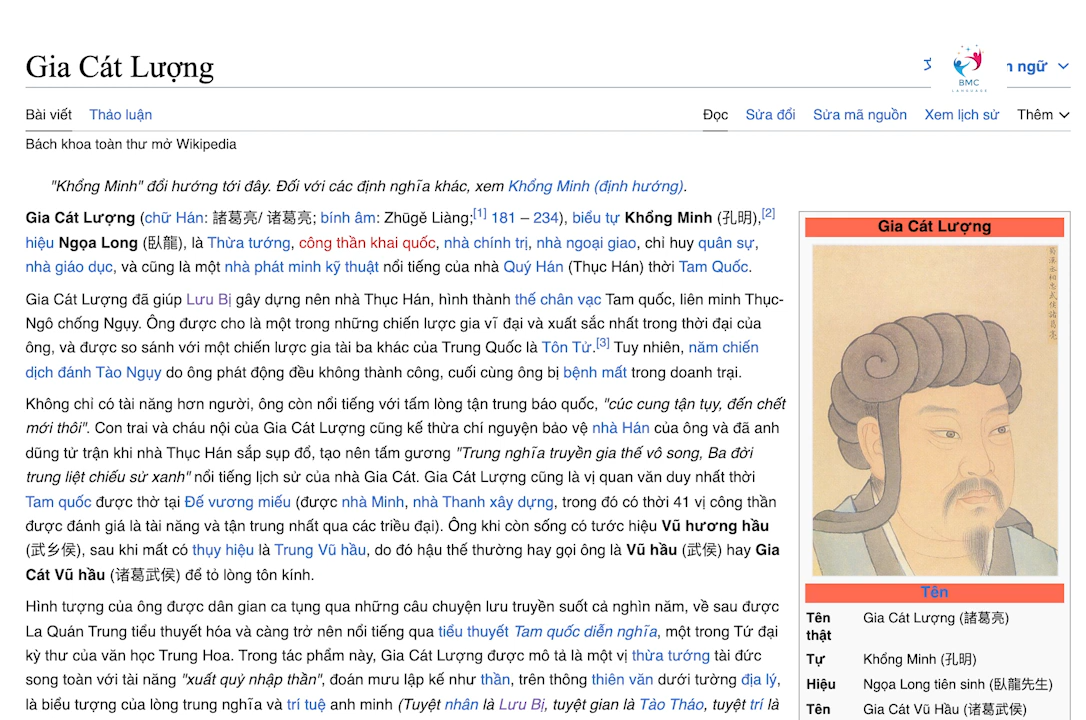 Gia Cát Lượng
n ngữ
BMC
LANGUAGE
Bài viết Thảo luận Đọc Sửa đổi Sửa mã nguồn Xem lịch sử Thêm
Bách khoa toàn thư mở Wikipedia
"Khổng Minh" đổi hướng tới đây. Đối với các định nghĩa khác, xem Khổng Minh (định hướng).
Gia Cát Lượng (chữ Hán: 諸葛亮/ 诸葛亮; bính âm: Zhūgě Liàng;[1] 181 – 234), biểu tự Khổng Minh (孔明),[2]
hiệu Ngọa Long (臥龍), là Thừa tướng, công thần khai quốc, nhà chính trị, nhà ngoại giao, chỉ huy quân sự,
nhà giáo dục, và cũng là một nhà phát minh kỹ thuật nổi tiếng của nhà Quý Hán (Thục Hán) thời Tam Quốc.
Gia Cát Lượng đã giúp Lưu Bị gây dựng nên nhà Thục Hán, hình thành thế chân vạc Tam quốc, liên minh Thục-
Ngô chống Ngụy. Ông được cho là một trong những chiến lược gia vĩ đại và xuất sắc nhất trong thời đại của
ông, và được so sánh với một chiến lược gia tài ba khác của Trung Quốc là Tôn Tử.[3] Tuy nhiên, năm chiến
dịch đánh Tào Ngụy do ông phát động đều không thành công, cuối cùng ông bị bệnh mất trong doanh trại.
Không chỉ có tài năng hơn người, ông còn nổi tiếng với tấm lòng tận trung báo quốc, "cúc cung tận tụy, đến chết
mới thôi". Con trai và cháu nội của Gia Cát Lượng cũng kế thừa chí nguyện bảo vệ nhà Hán của ông và đã anh
dũng tử trận khi nhà Thục Hán sắp sụp đổ, tạo nên tấm gương "Trung nghĩa truyền gia thế vô song, Ba đời
trung liệt chiếu sử xanh" nổi tiếng lịch sử của nhà Gia Cát. Gia Cát Lượng cũng là vị quan văn duy nhất thời
Tam quốc được thờ tại Đế vương miếu (được nhà Minh, nhà Thanh xây dựng, trong đó có thời 41 vị công thần
được đánh giá là tài năng và tận trung nhất qua các triều đại). Ông khi còn sống có tước hiệu Vũ hương hầu
(武乡侯), sau khi mất có thụy hiệu là Trung Vũ hầu, do đó hậu thế thường hay gọi ông là Vũ hầu (武侯) hay Gia
Cát Vũ hầu (诸葛武侯) để tỏ lòng tôn kính.
Hình tượng của ông được dân gian ca tụng qua những câu chuyện lưu truyền suốt cả nghìn năm, về sau được
La Quán Trung tiểu thuyết hóa và càng trở nên nổi tiếng qua tiểu thuyết Tam quốc diễn nghĩa, một trong Tứ đại
kỳ thư của văn học Trung Hoa. Trong tác phẩm này, Gia Cát Lượng được mô tả là một vị thừa tướng tài đức
song toàn với tài năng "xuất quỷ nhập thần", đoán mưu lập kế như thần, trên thông thiên văn dưới tường địa lý,
là biểu tượng của lòng trung nghĩa và trí tuệ anh minh (Tuyệt nhân là Lưu Bị, tuyệt gian là Tào Tháo, tuyệt trí là
Gia Cát Lượng
Tên
Tên thật Gia Cát Lượng (諸葛亮)
Tự Khổng Minh (孔明)
Hiệu Ngọa Long tiên sinh (臥龍先生)
Tên Gia Cát Vũ Hầu (諸葛武侯)